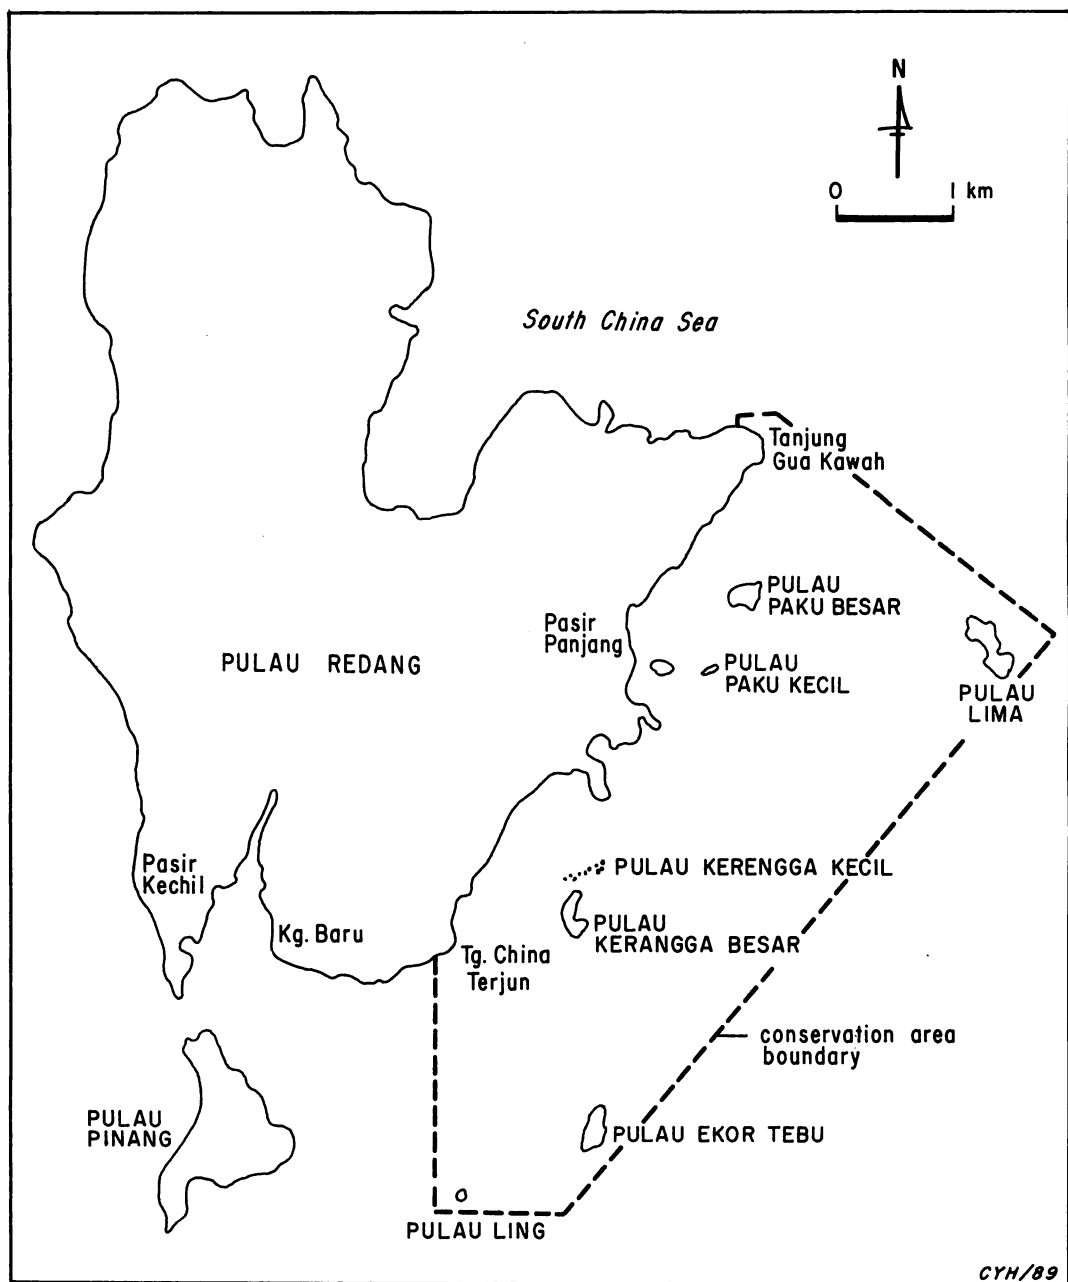 N
0 1 km
South China Sea
Tanjung
Gua Kawah
PULAU
PAKU BESAR
Pasir
Panjang
PULAU REDANG
PULAU
PAKU KECIL
PULAU
LIMA
Pasir
Kechil
PULAU KERENGGA KECIL
Kg. Baru
PULAU
KERANGGA BESAR
Tg. China
Terjun
conservation area
boundary
PULAU
PINANG
PULAU EKOR TEBU
PULAU LING
CYH/89